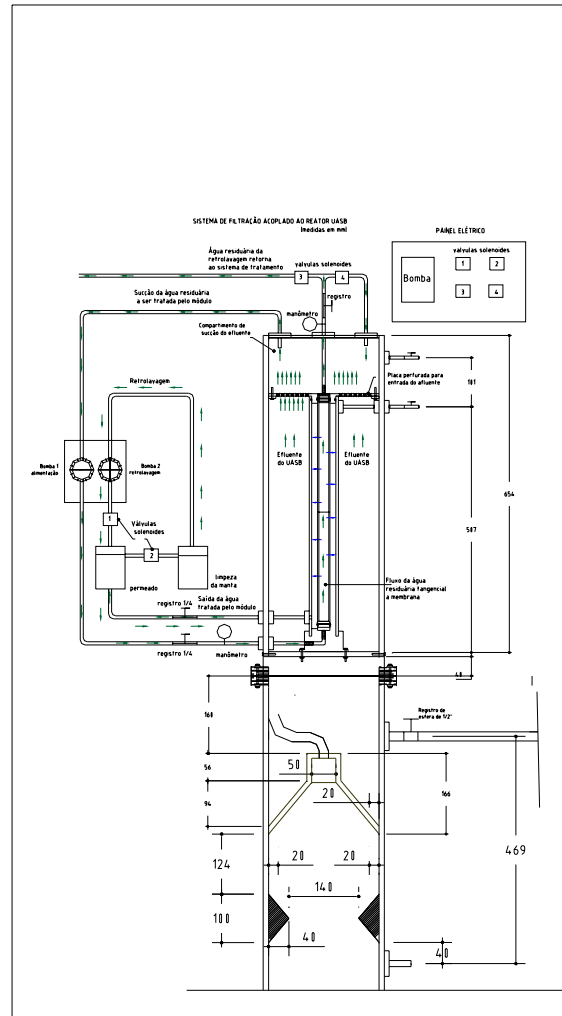 SISTEMA DE FILTRAÇÃO ACOPLADO AO REATOR UASB
(medidas em mm)
PAINEL ELÉTRICO
Bomba
valvulas solenoides
1
2
3
4
Água residuária da
retrolavagem retorna
ao sistema de tratamento
valvulas solenoides
3
4
registro
manômetro
Sucção da água residuária
a ser tratada pelo módulo
Compartimento de
sucção do efluente
Placa perfurada para
entrada do afluente
181
Retrolavagem
Efluente
do UASB
Efluente
do UASB
Bomba 1
alimentação
Bomba 2
retrolavagem
654
507
1
Válvulas
solenoides
2
permeado
limpeza
da manta
Fluxo da água
residuária tangencial
a membrana
Saída da água
tratada pelo módulo
registro 1/4
registro 1/4
manômetro
40
160
Registro de
esfera de 1/2"
50
56
20
94
166
124
20
20
469
140
100
40
40